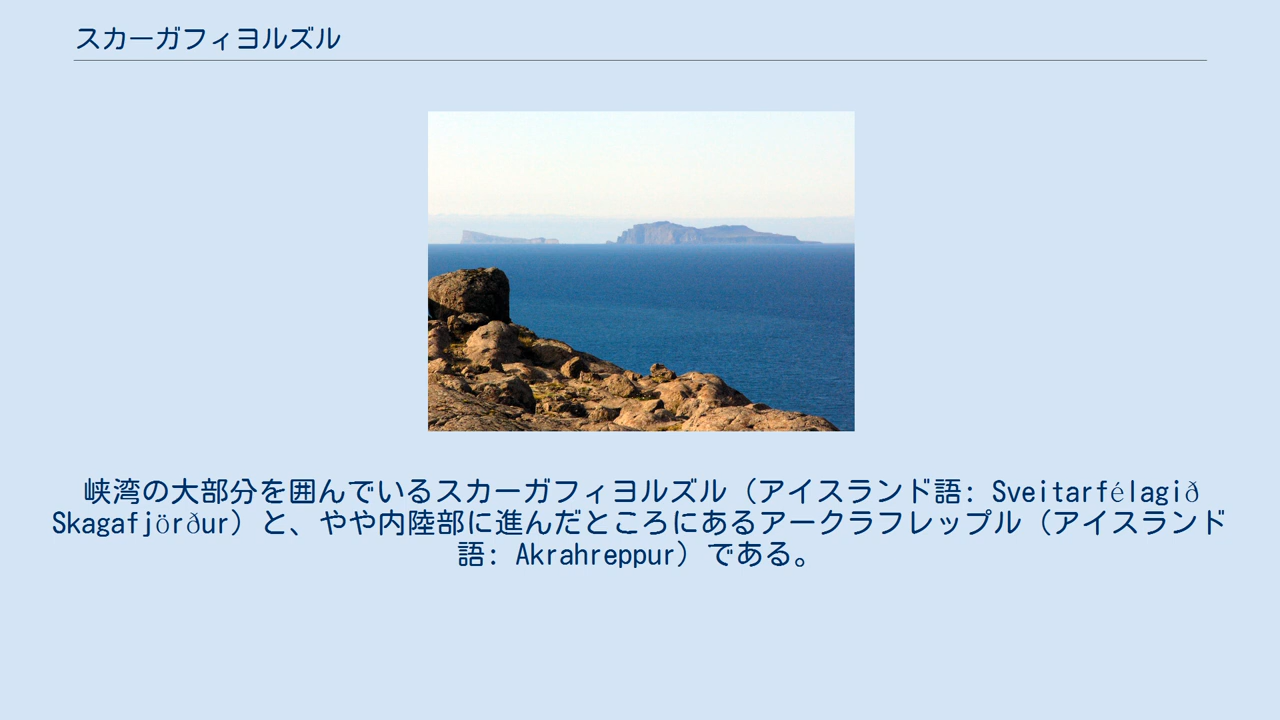 スカーガフィヨルズル
峡湾の大部分を囲んでいるスカーガフィヨルズル（アイスランド語: Sveitarfélagið
Skagafjörður）と、やや内陸部に進んだところにあるアークラフレップル（アイスランド
語: Akrahreppur）である。